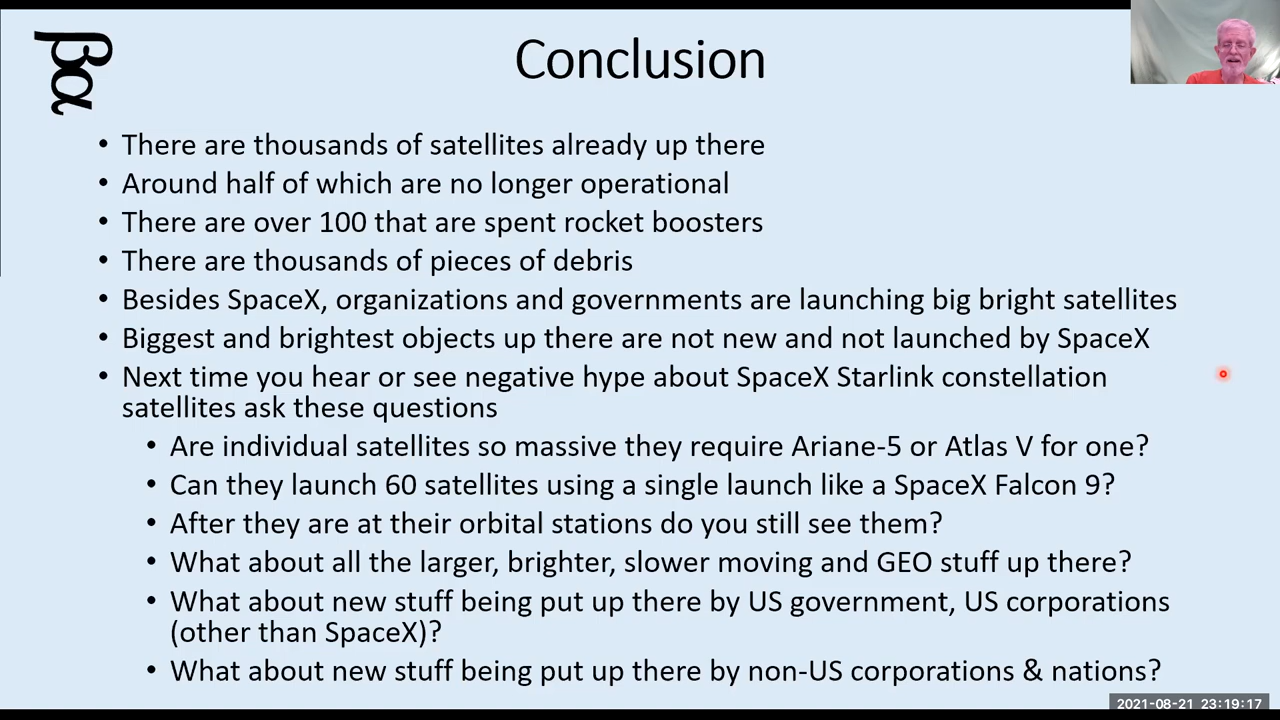 βα
Conclusion
• There are thousands of satellites already up there
• Around half of which are no longer operational
• There are over 100 that are spent rocket boosters
• There are thousands of pieces of debris
• Besides SpaceX, organizations and governments are launching big bright satellites
• Biggest and brightest objects up there are not new and not launched by SpaceX
• Next time you hear or see negative hype about SpaceX Starlink constellation
satellites ask these questions
• Are individual satellites so massive they require Ariane-5 or Atlas V for one?
• Can they launch 60 satellites using a single launch like a SpaceX Falcon 9?
• After they are at their orbital stations do you still see them?
• What about all the larger, brighter, slower moving and GEO stuff up there?
• What about new stuff being put up there by US government, US corporations
(other than SpaceX)?
• What about new stuff being put up there by non-US corporations & nations?
2021-08-21 23:19:17